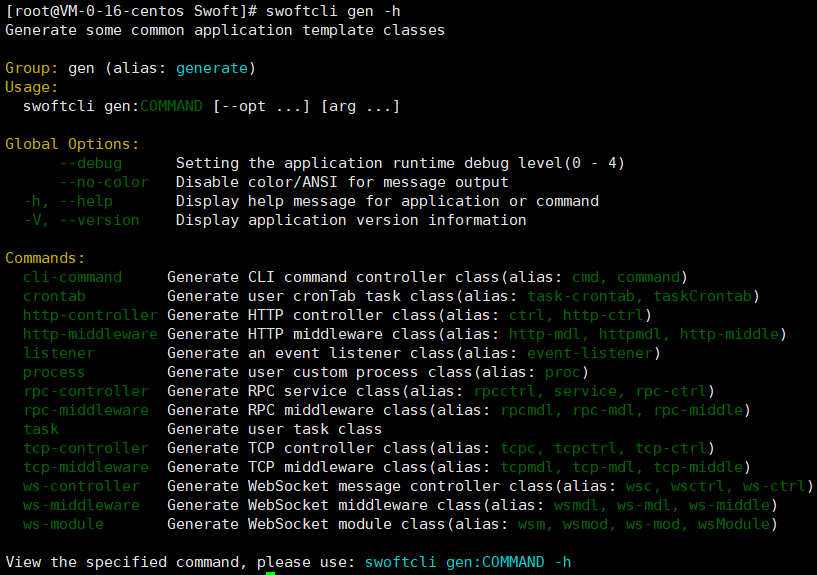 [root@VM-0-16-centos Swoft]# swoftcli gen -h
Generate some common application template classes
Group: gen (alias: generate)
Usage:
swoftcli gen:COMMAND [--opt ...] [arg ...]
Global Options:
--debug Setting the application runtime debug level(0 - 4)
--no-color Disable color/ANSI for message output
-h, --help Display help message for application or command
-V, --version Display application version information
Commands:
cli-command Generate CLI command controller class(alias: cmd, command)
crontab Generate user cronTab task class(alias: task-crontab, taskCrontab)
http-controller Generate HTTP controller class(alias: ctrl, http-ctrl)
http-middleware Generate HTTP middleware class(alias: http-mdl, httpmdl, http-middle)
listener Generate an event listener class(alias: event-listener)
process Generate user custom process class(alias: proc)
rpc-controller Generate RPC service class(alias: rpcctrl, service, rpc-ctrl)
rpc-middleware Generate RPC middleware class(alias: rpcmdl, rpc-mdl, rpc-middle)
task Generate user task class
tcp-controller Generate TCP controller class(alias: tcpc, tcpctrl, tcp-ctrl)
tcp-middleware Generate TCP middleware class(alias: tcpmdl, tcp-mdl, tcp-middle)
ws-controller Generate WebSocket message controller class(alias: wsc, wsctrl, ws-ctrl)
ws-middleware Generate WebSocket middleware class(alias: wsmdl, ws-mdl, ws-middle)
ws-module Generate WebSocket module class(alias: wsm, wsmod, ws-mod, wsModule)
View the specified command, please use: swoftcli gen:COMMAND -h